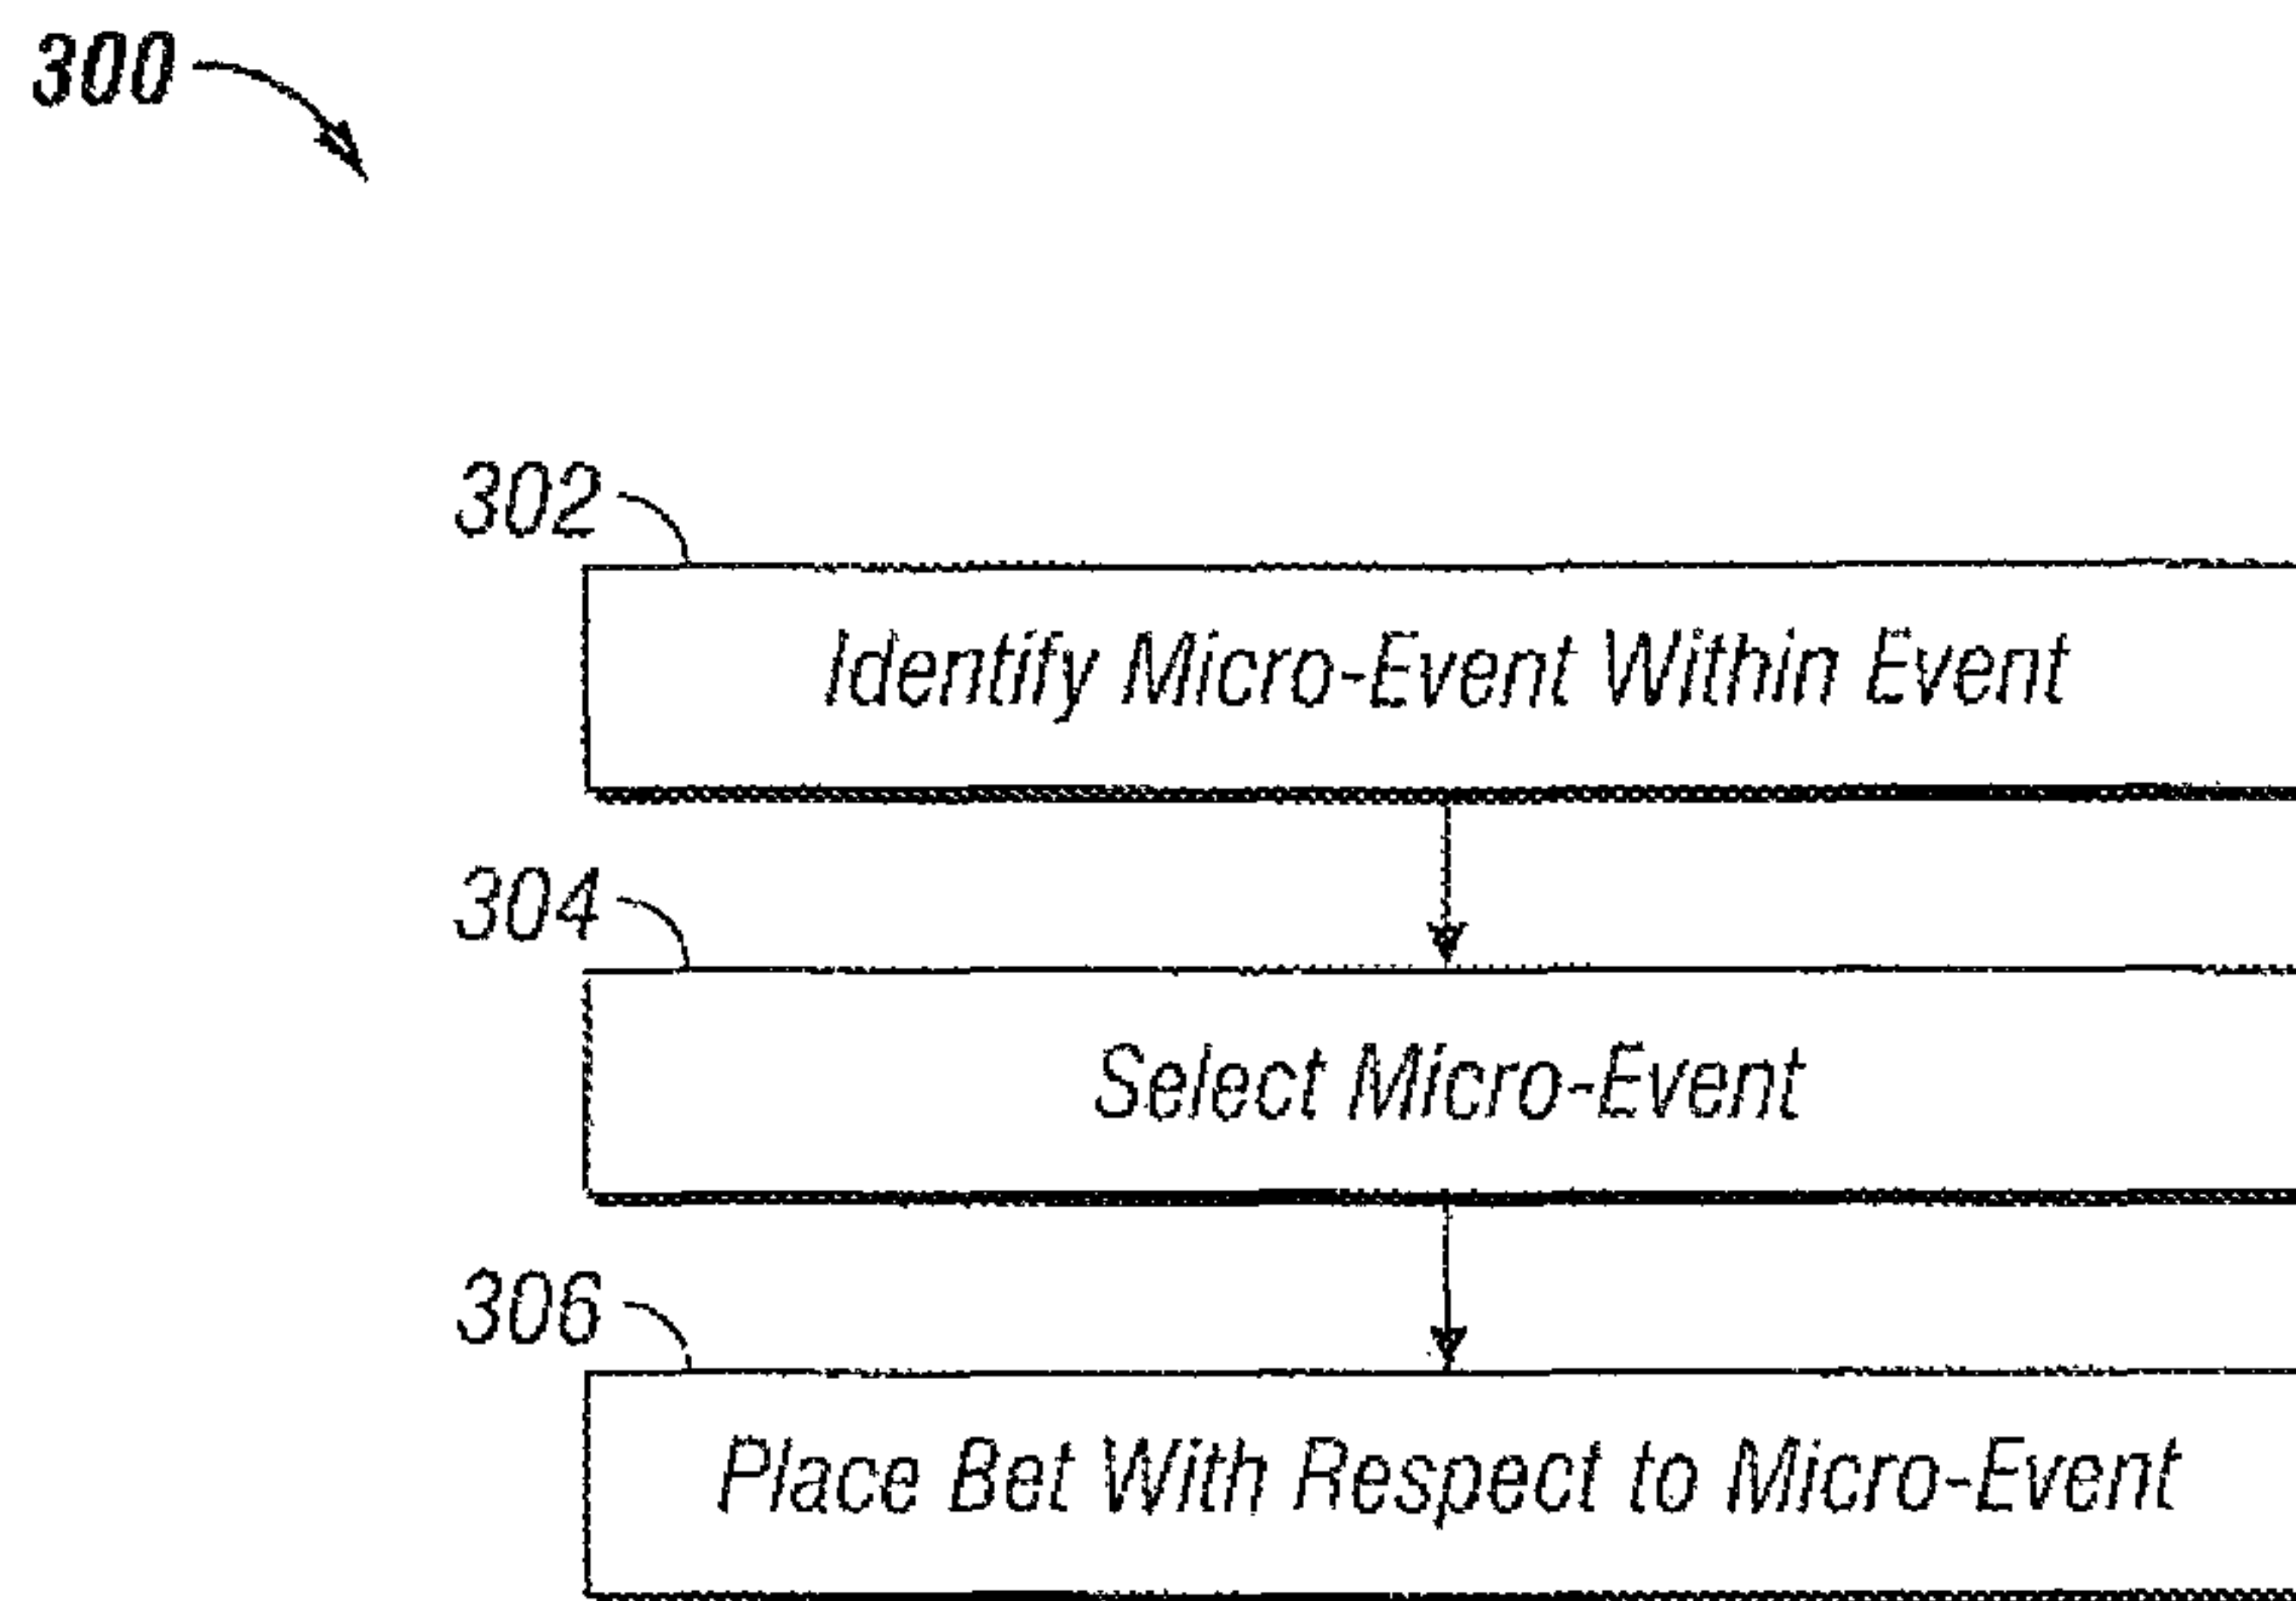 300
302
Identify Micro-Event Within Event
304
Select Micro-Event
306
Place Bet With Respect to Micro-Event